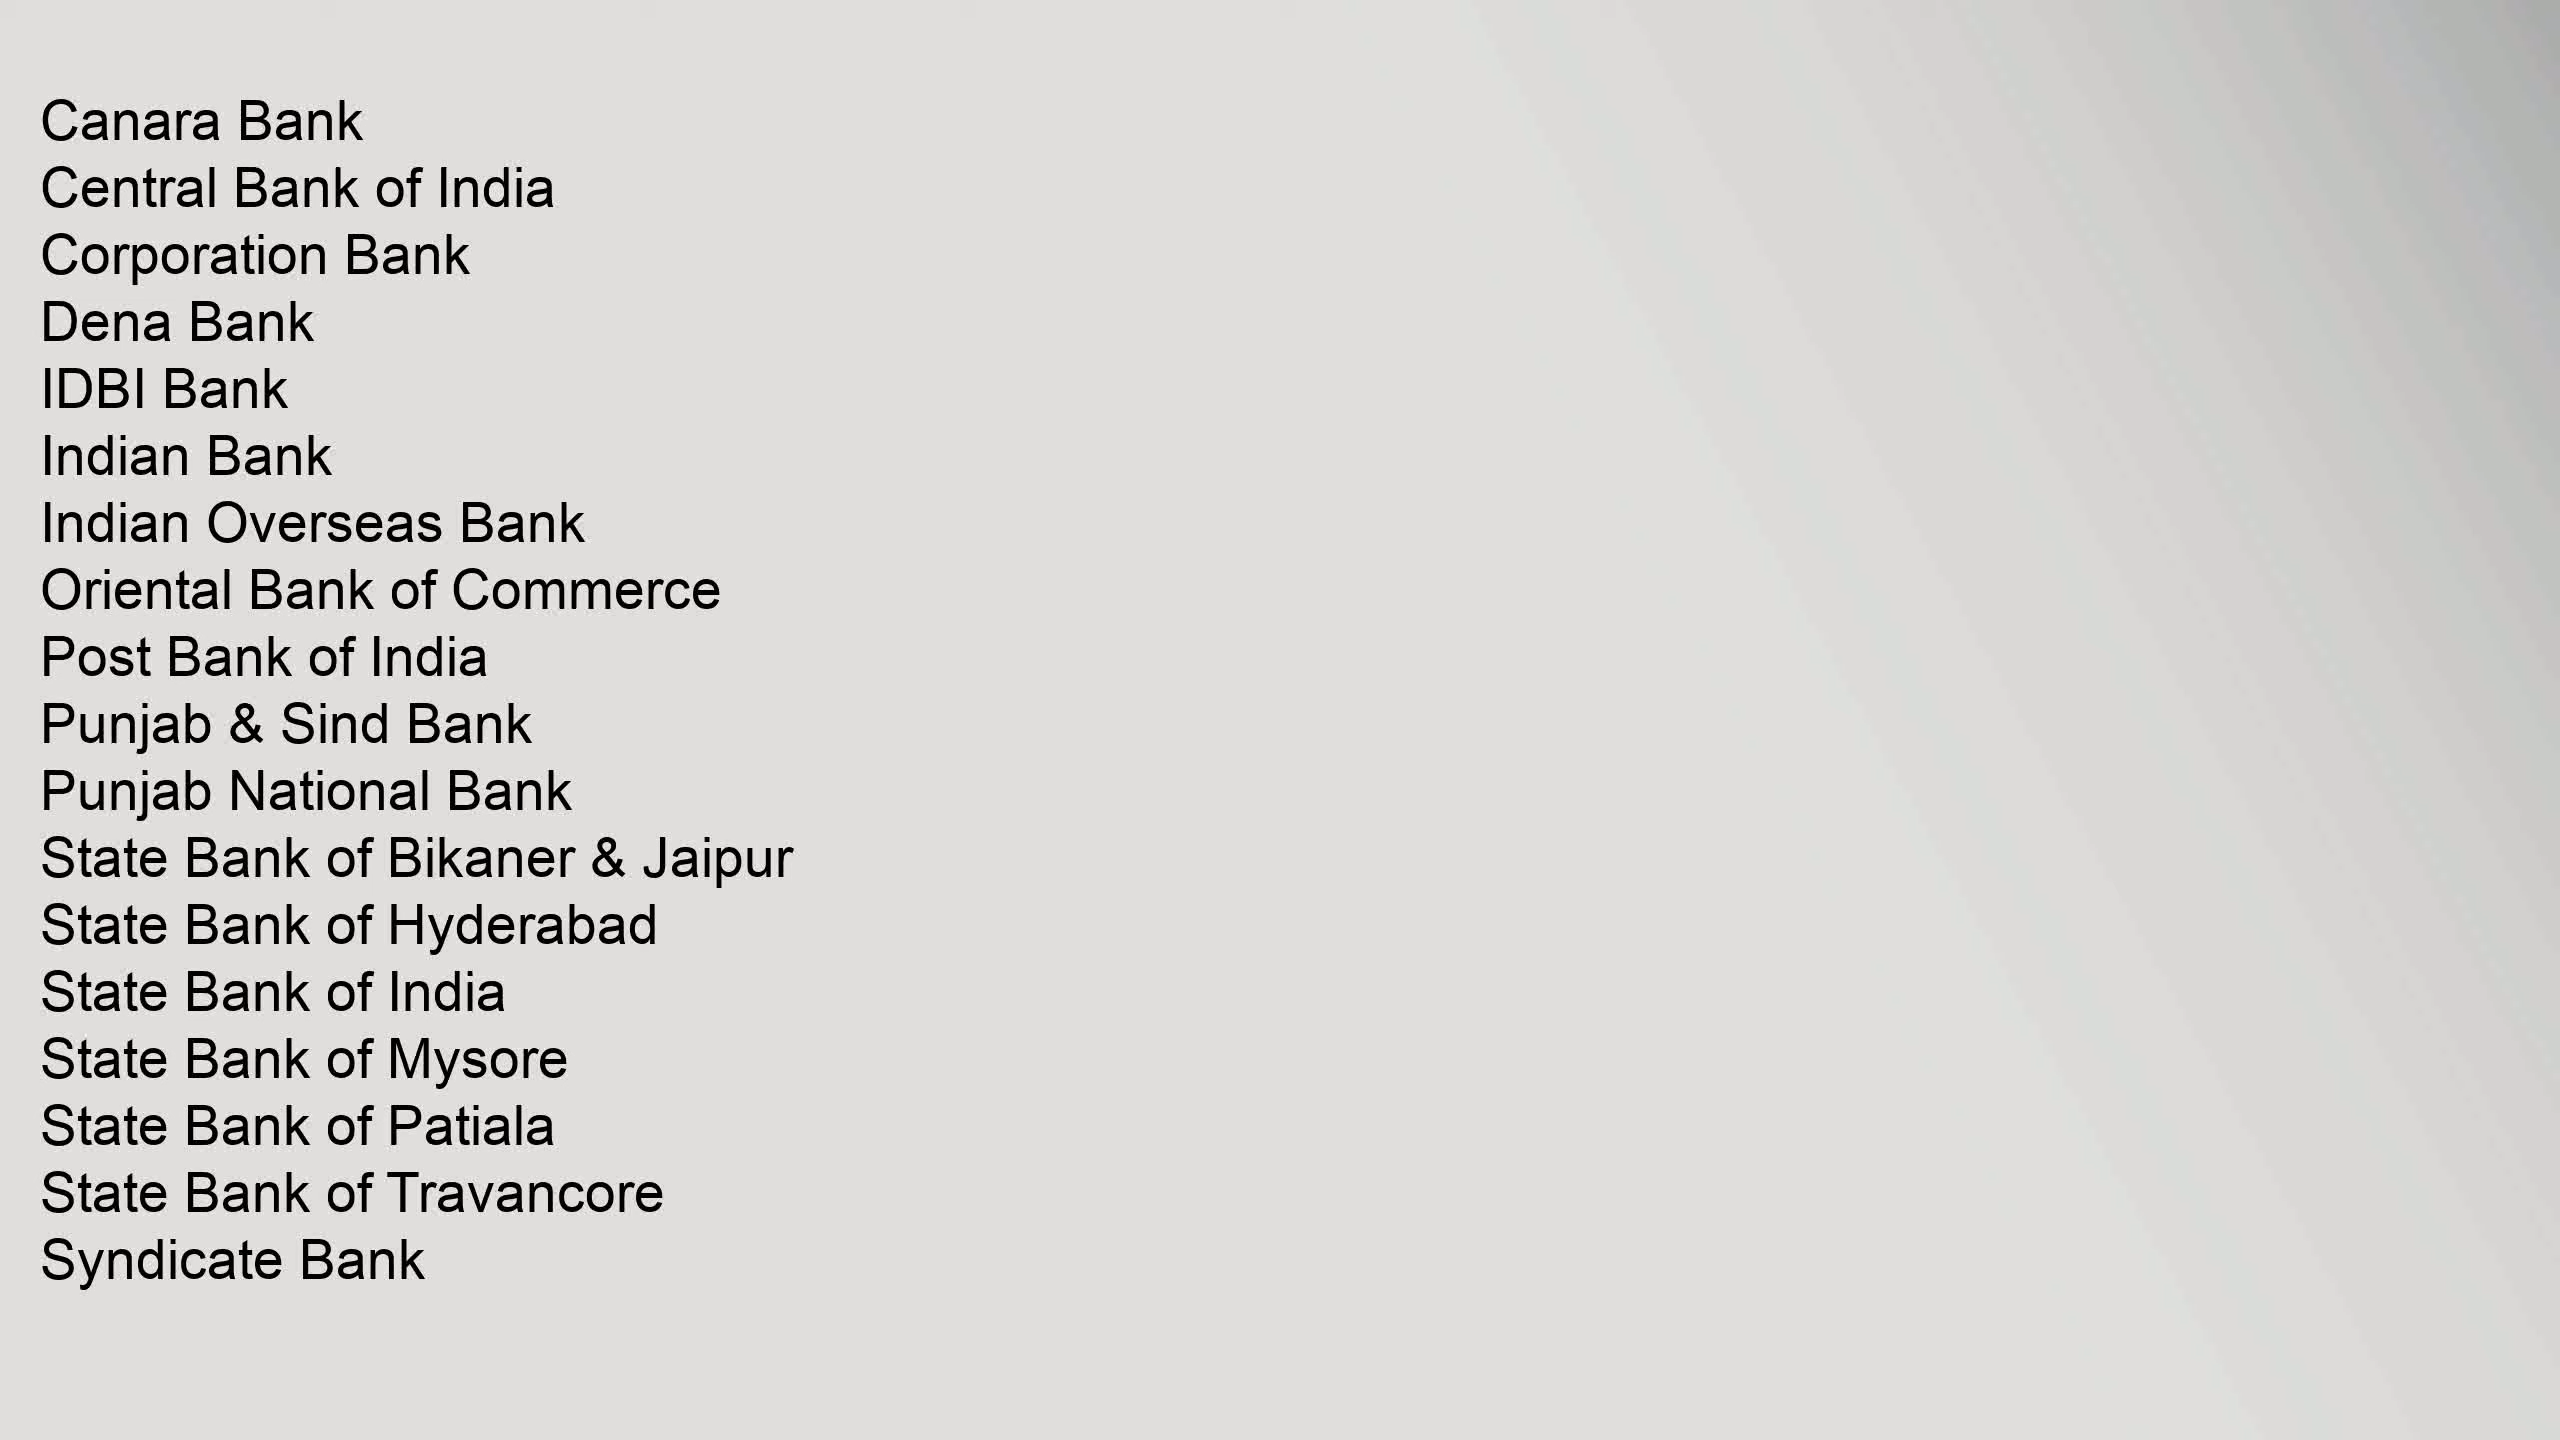 Canara Bank
Central Bank of India
Corporation Bank
Dena Bank
IDBI Bank
Indian Bank
Indian Overseas Bank
Oriental Bank of Commerce
Post Bank of India
Punjab & Sind Bank
Punjab National Bank
State Bank of Bikaner & Jaipur
State Bank of Hyderabad
State Bank of India
State Bank of Mysore
State Bank of Patiala
State Bank of Travancore
Syndicate Bank